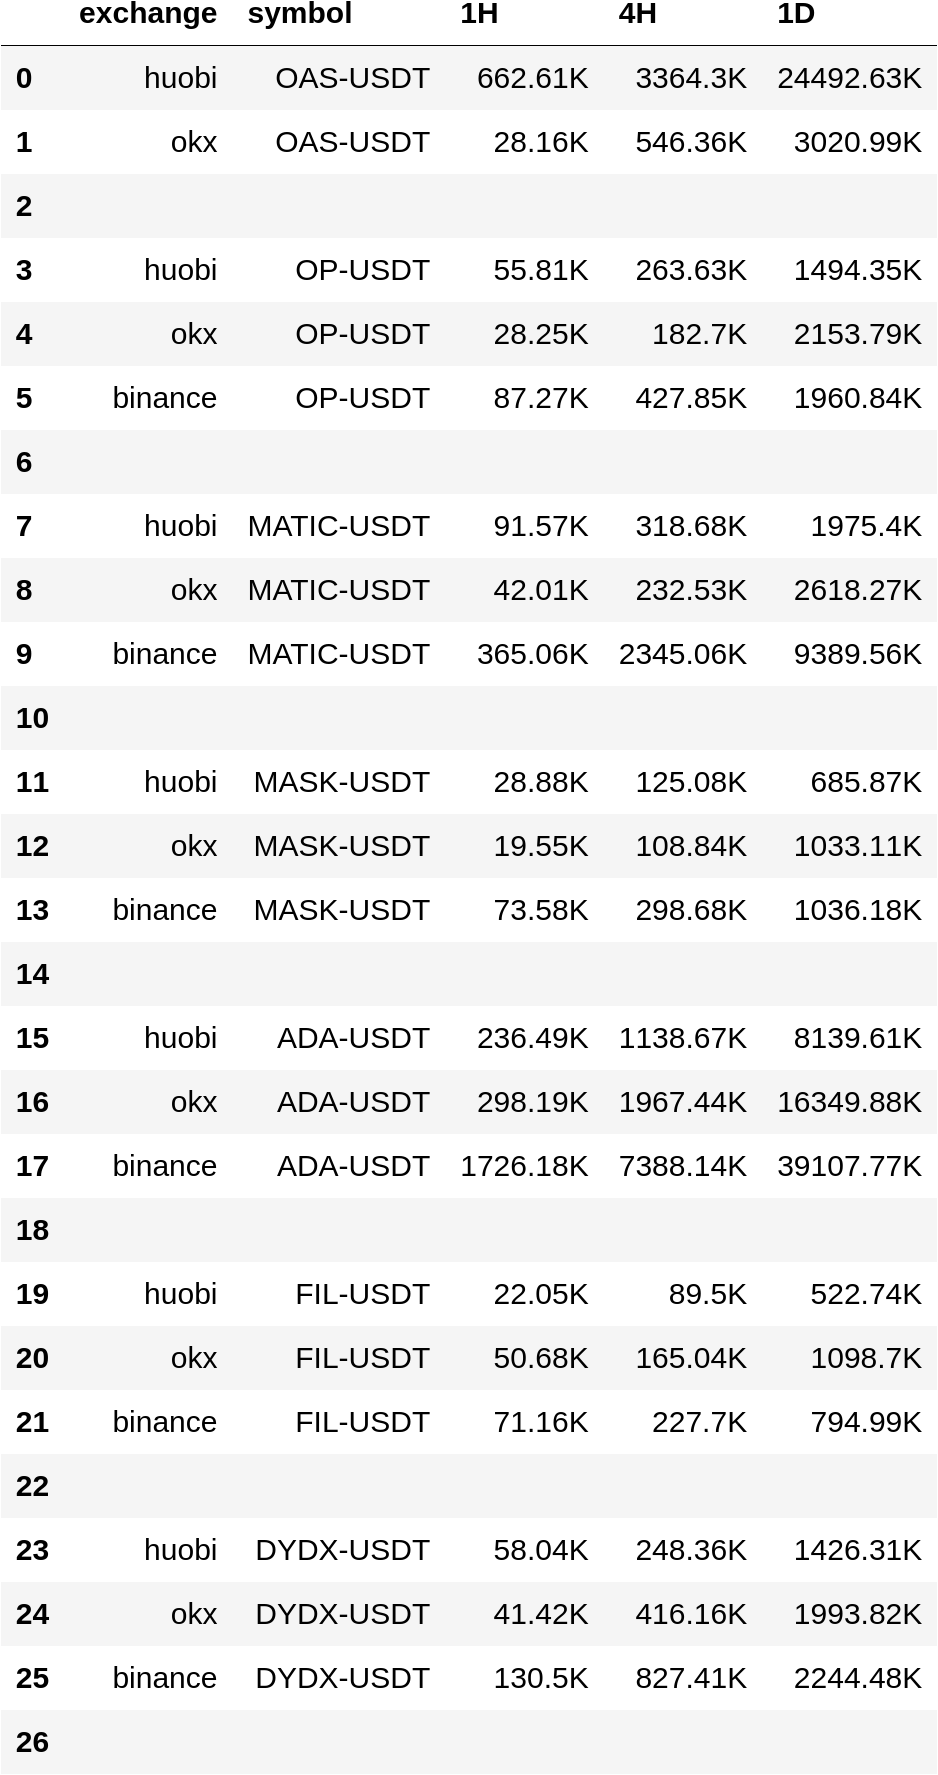 exchange symbol 1H 4H 1D
0 huobi OAS-USDT 662.61K 3364.3K 24492.63K
1 okx OAS-USDT 28.16K 546.36K 3020.99K
2
3 huobi OP-USDT 55.81K 263.63K 1494.35K
4 okx OP-USDT 28.25K 182.7K 2153.79K
5 binance OP-USDT 87.27K 427.85K 1960.84K
6
7 huobi MATIC-USDT 91.57K 318.68K 1975.4K
8 okx MATIC-USDT 42.01K 232.53K 2618.27K
9 binance MATIC-USDT 365.06K 2345.06K 9389.56K
10
11 huobi MASK-USDT 28.88K 125.08K 685.87K
12 okx MASK-USDT 19.55K 108.84K 1033.11K
13 binance MASK-USDT 73.58K 298.68K 1036.18K
14
15 huobi ADA-USDT 236.49K 1138.67K 8139.61K
16 okx ADA-USDT 298.19K 1967.44K 16349.88K
17 binance ADA-USDT 1726.18K 7388.14K 39107.77K
18
19 huobi FIL-USDT 22.05K 89.5K 522.74K
20 okx FIL-USDT 50.68K 165.04K 1098.7K
21 binance FIL-USDT 71.16K 227.7K 794.99K
22
23 huobi DYDX-USDT 58.04K 248.36K 1426.31K
24 okx DYDX-USDT 41.42K 416.16K 1993.82K
25 binance DYDX-USDT 130.5K 827.41K 2244.48K
26